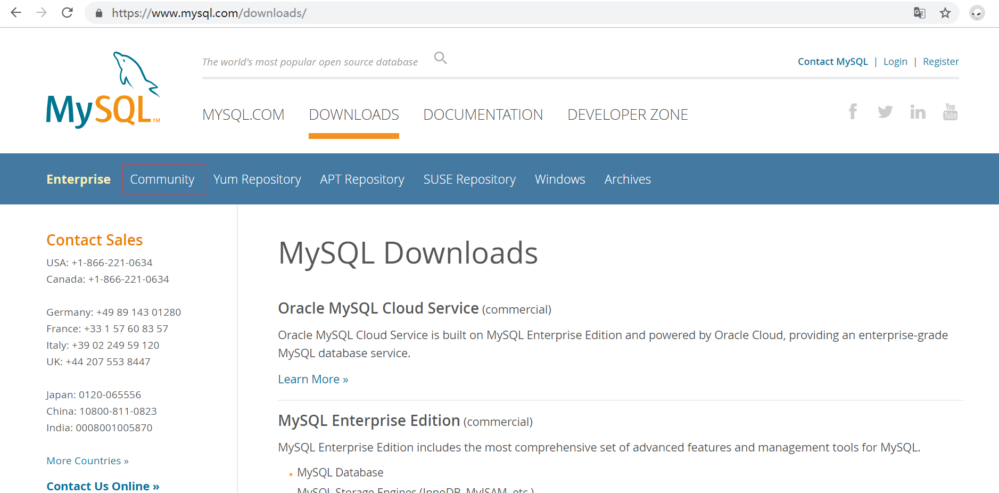 https://www.mysql.com/downloads/
The world's most popular open source database
Contact MySQL | Login | Register
MySQL™
MYSQL.COM DOWNLOADS DOCUMENTATION DEVELOPER ZONE
You Tube
Enterprise Community Yum Repository APT Repository SUSE Repository Windows Archives
Contact Sales
USA: +1-866-221-0634
Canada: +1-866-221-0634
Germany: +49 89 143 01280
France: +33 1 57 60 83 57
Italy: +39 02 249 59 120
UK: +44 207 553 8447
Japan: 0120-065556
China: 10800-811-0823
India: 0008001005870
More Countries »
Contact Us Online »
MySQL Downloads
Oracle MySQL Cloud Service (commercial)
Oracle MySQL Cloud Service is built on MySQL Enterprise Edition and powered by Oracle Cloud, providing an enterprise-grade
MySQL database service.
Learn More »
MySQL Enterprise Edition (commercial)
MySQL Enterprise Edition includes the most comprehensive set of advanced features and management tools for MySQL.
MySQL Database
MySQL Storage Engines (InnoDB, MyISAM, etc.)